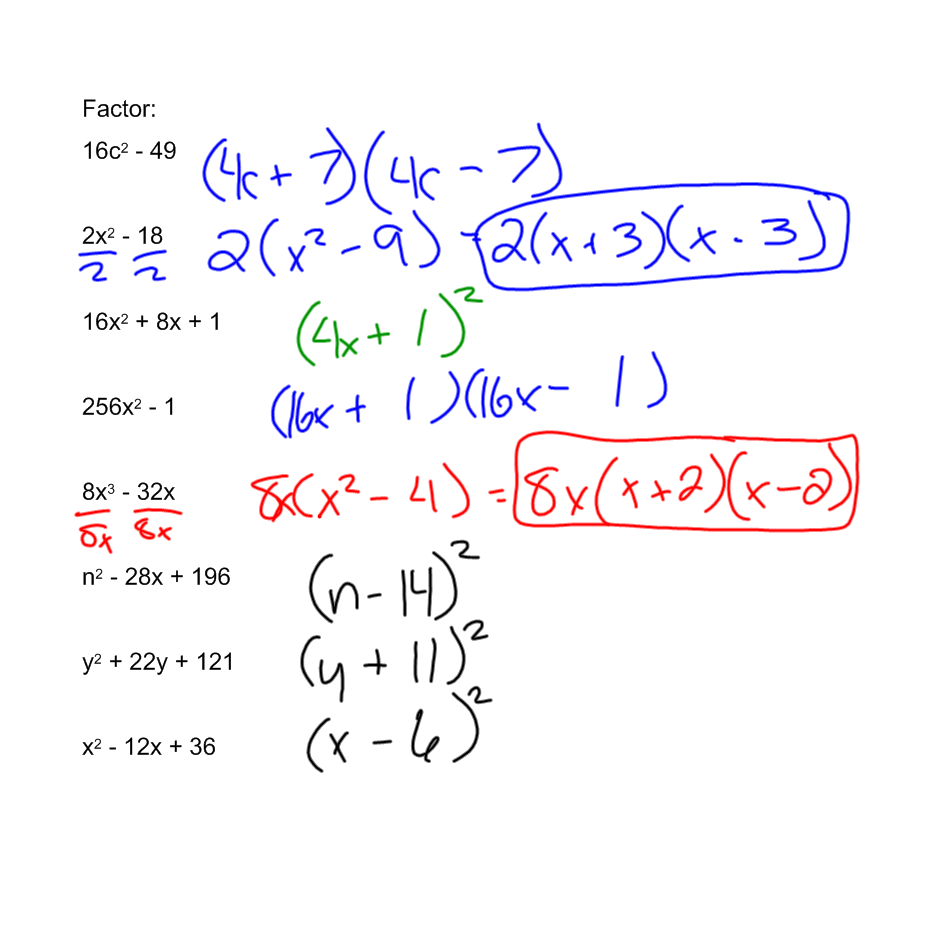 Factor:
16c² - 49 (4c + 7)(4c - 7)
2x² - 18 2(x² - 9) - 2(x + 3)(x - 3)
2 2
16x² + 8x + 1 (4x + 1)²
256x² - 1 (16x + 1)(16x - 1)
8x³ - 32x 8x(x² - 4) = 8x(x+2)(x-2)
8x 8x
n² - 28x + 196 (n - 14)²
y² + 22y + 121 (y + 11)²
x² - 12x + 36 (x - 6)²